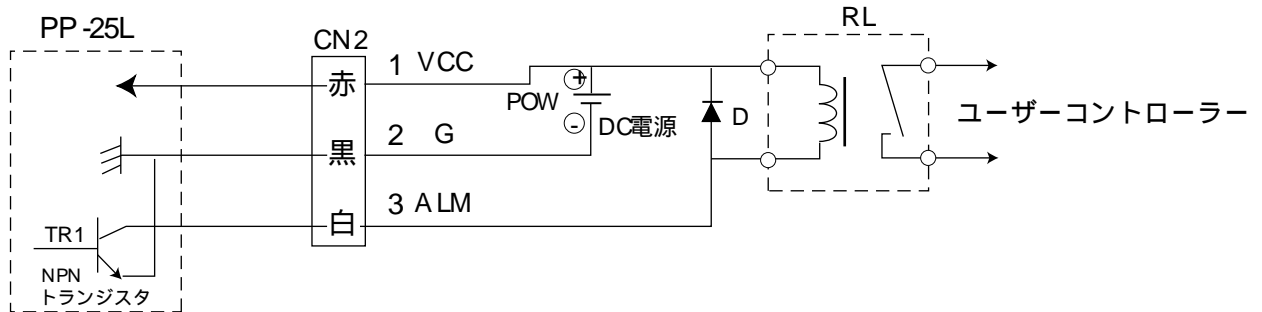 PP-25L
CN2
RL
赤
1 VCC
POW
+
-
DC電源
D
ユーザーコントローラー
黒
2 G
白
3 ALM
TR1
NPN
トランジスタ